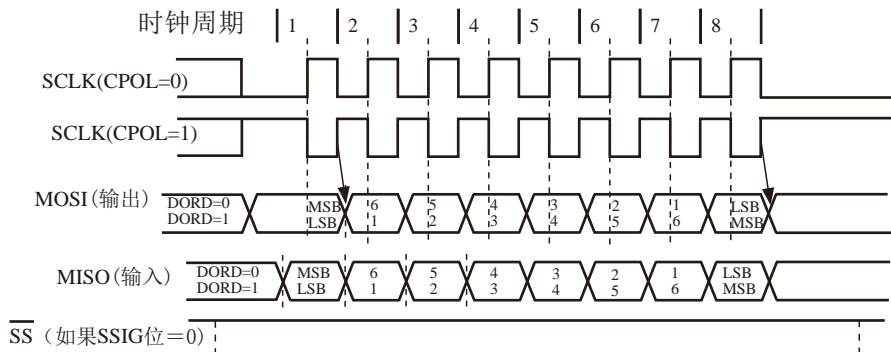 时钟周期 1 2 3 4 5 6 7 8
SCLK(CPOL=0)
SCLK(CPOL=1)
MOSI(输出) DORD=0 MSB 6 5 4 3 2 1 LSB
DORD=1 LSB 1 2 3 4 5 6 MSB
MISO(输入) DORD=0 MSB 6 5 4 3 2 1 LSB
DORD=1 LSB 1 2 3 4 5 6 MSB
SS(如果SSIG位=0)